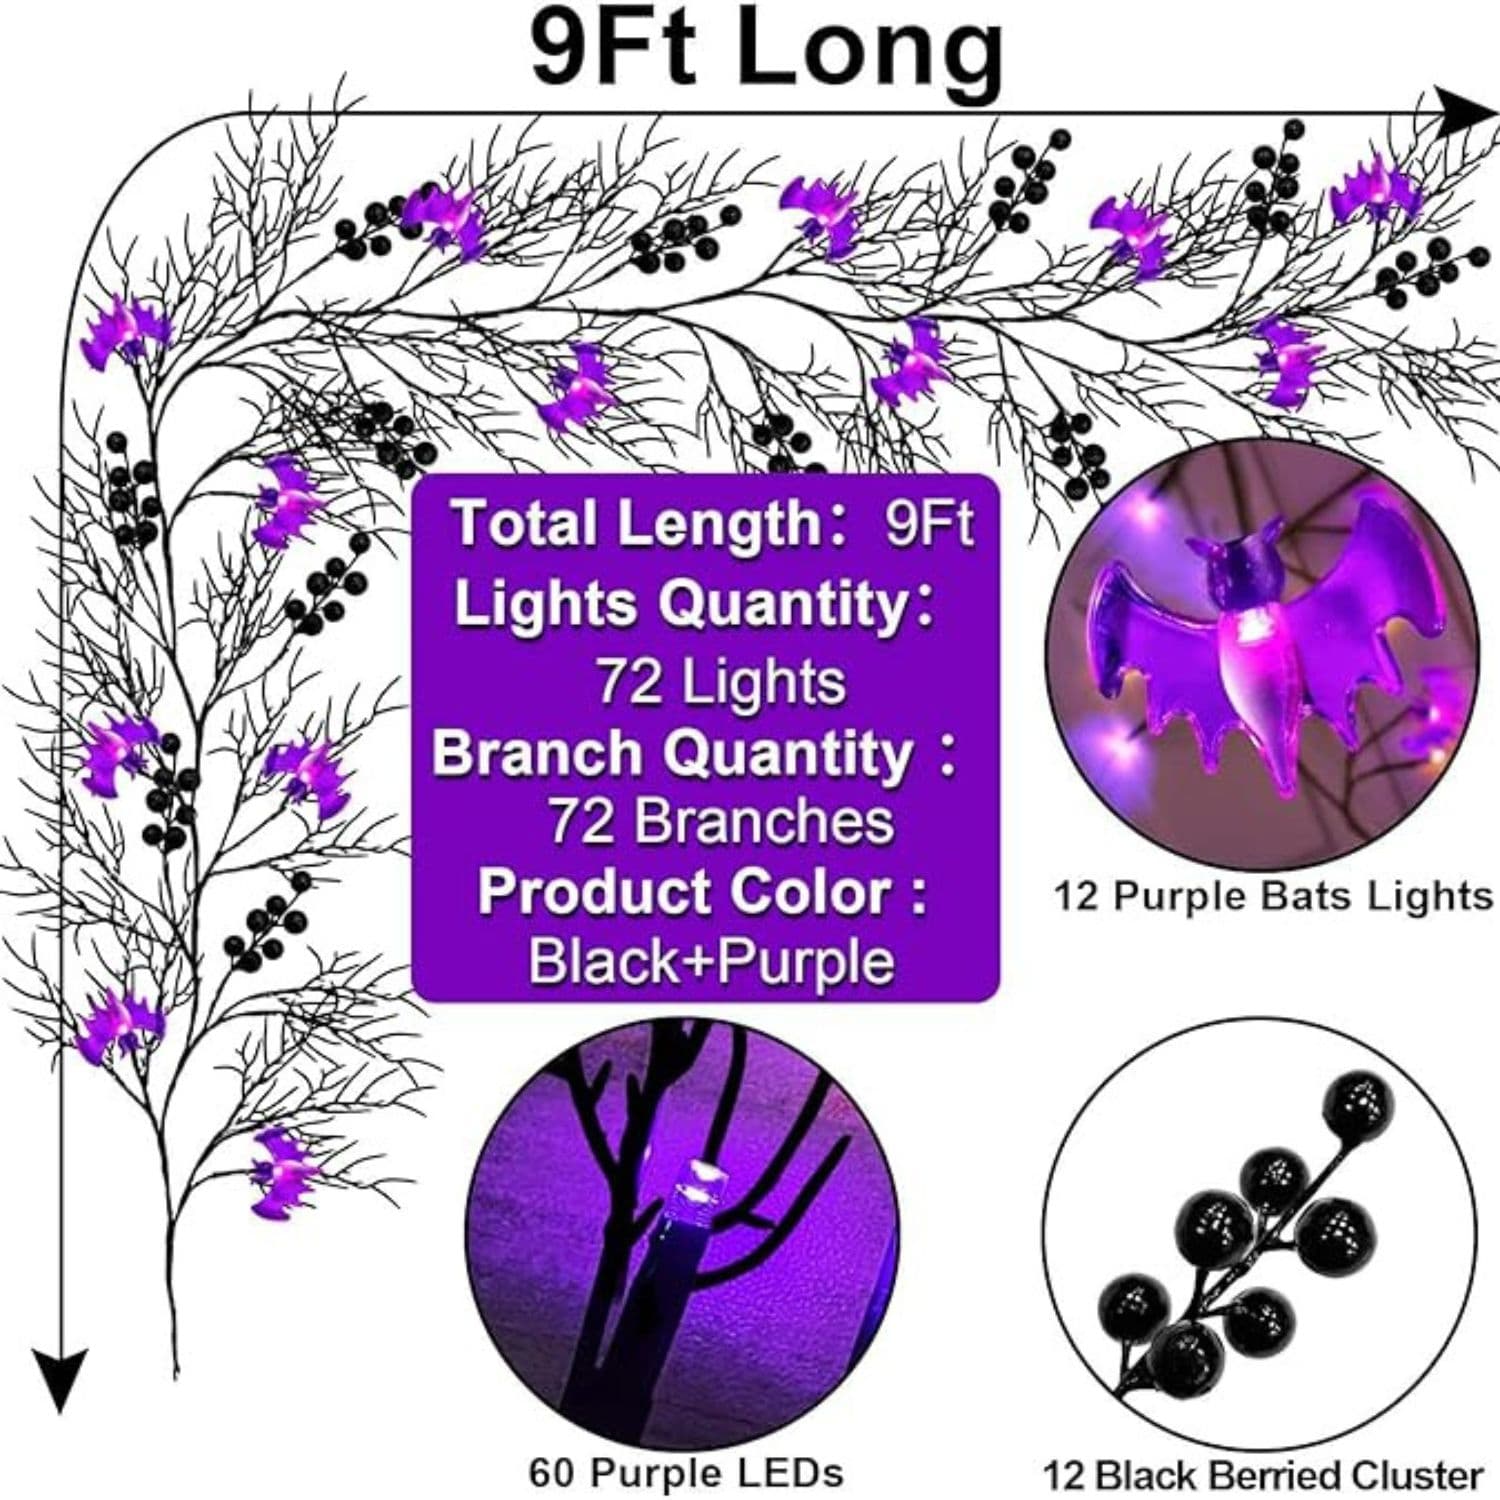 9Ft Long
Total Length: 9Ft
Lights Quantity:
72 Lights
Branch Quantity :
72 Branches
Product Color :
Black+Purple
12 Purple Bats Lights
60 Purple LEDs
12 Black Berried Cluster